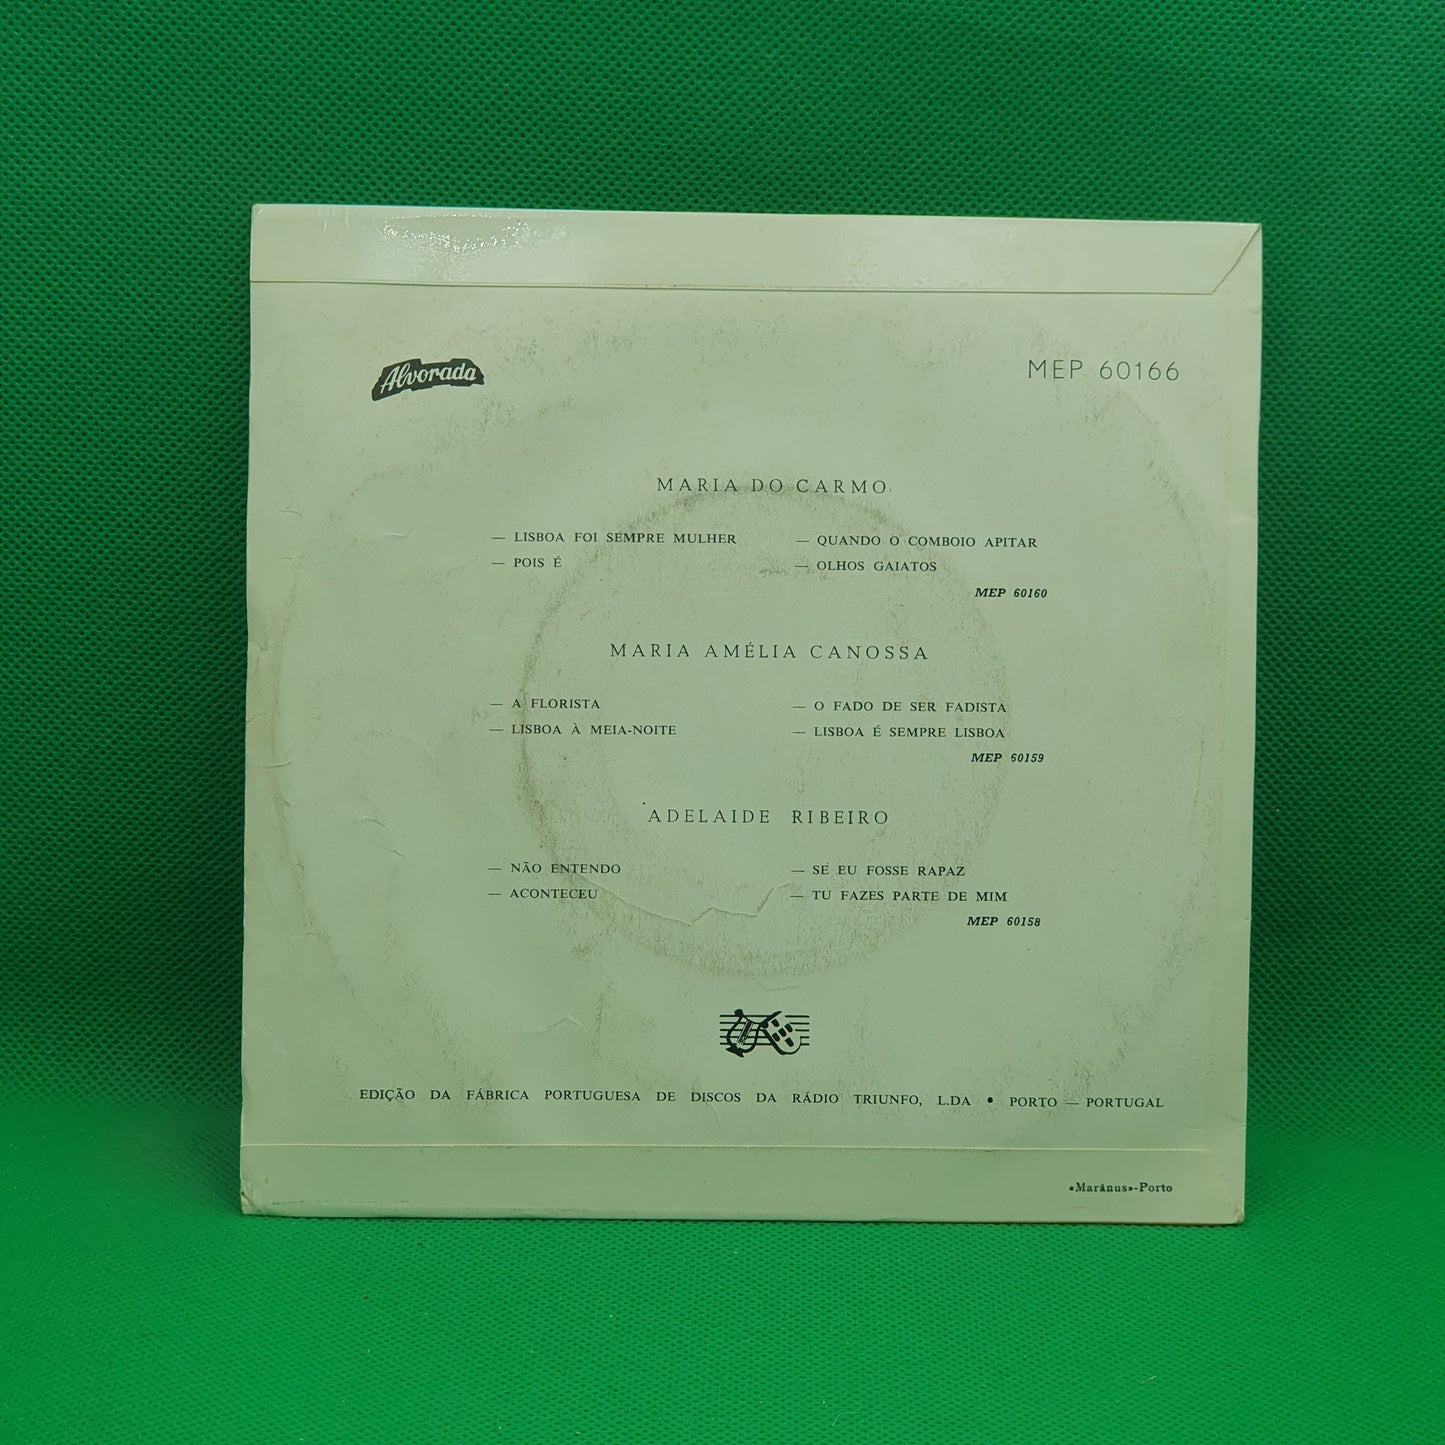 Alvorada
MEP 60166
MARIA DO CARMO
— LISBOA FOI SEMPRE MULHER
— QUANDO O COMBOIO APITAR
— POIS É
— OLHOS GAIATOS
MEP 60160
MARIA AMÉLIA CANOSSA
— A FLORISTA
— O FADO DE SER FADISTA
— LISBOA À MEIA-NOITE
— LISBOA É SEMPRE LISBOA
MEP 60159
ADELAIDE RIBEIRO
— NÃO ENTENDO
— SE EU FOSSE RAPAZ
— ACONTECEU
— TU FAZES PARTE DE MIM
MEP 60158
EDIÇÃO DA FÁBRICA PORTUGUESA DE DISCOS DA RÁDIO TRIUNFO, L.DA • PORTO — PORTUGAL
«Marânus»-Porto